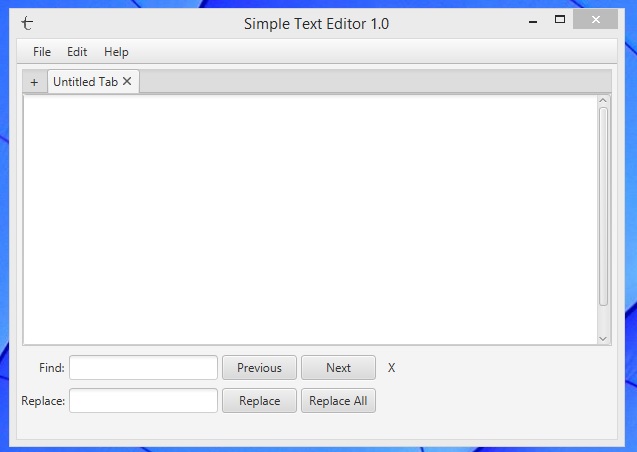 Simple Text Editor 1.0
File Edit Help
+ Untitled Tab ✕
Find: Previous Next X
Replace: Replace Replace All